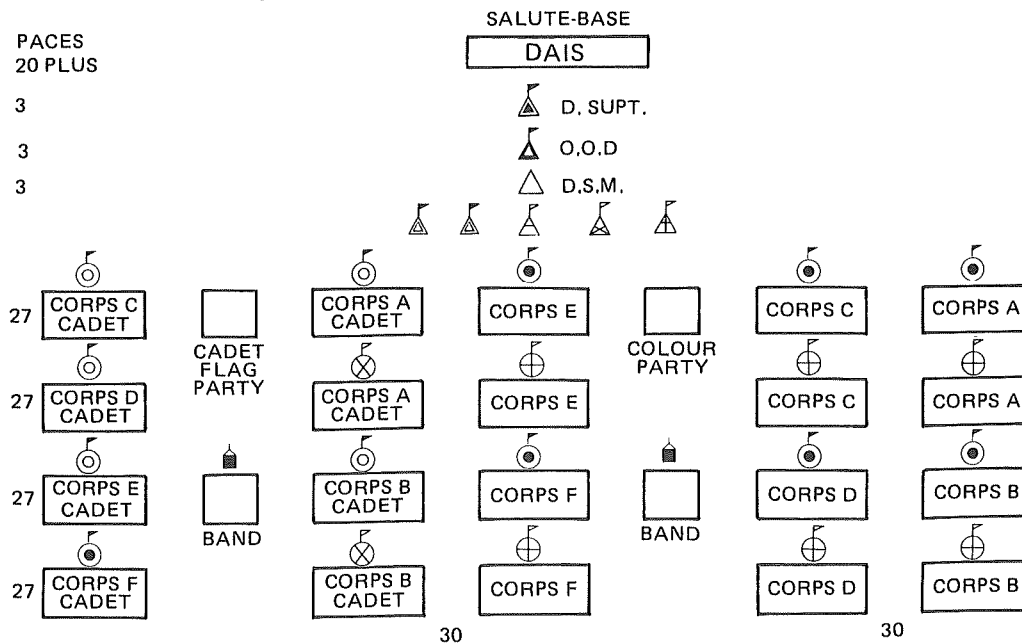 SALUTE-BASE
PACES
20 PLUS
DAIS
3
D. SUPT.
3
O.O.D
3
D.S.M.
27
CORPS C
CADET
CORPS A
CADET
CORPS E
CORPS C
CORPS A
CADET
FLAG
PARTY
COLOUR
PARTY
27
CORPS D
CADET
CORPS A
CADET
CORPS E
CORPS C
CORPS A
27
CORPS E
CADET
CORPS B
CADET
CORPS F
CORPS D
CORPS B
BAND
BAND
27
CORPS F
CADET
CORPS B
CADET
CORPS F
CORPS D
CORPS B
30
30